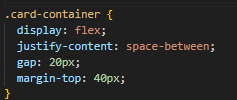 .card-container {
  display: flex;
  justify-content: space-between;
  gap: 20px;
  margin-top: 40px;
}